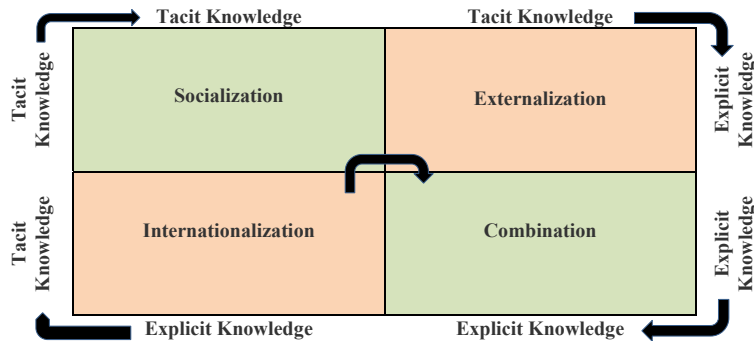 Tacit Knowledge
Tacit Knowledge
Tacit
Knowledge
Socialization
Externalization
Explicit
Knowledge
Tacit
Knowledge
Internationalization
Combination
Explicit
Knowledge
Explicit Knowledge
Explicit Knowledge